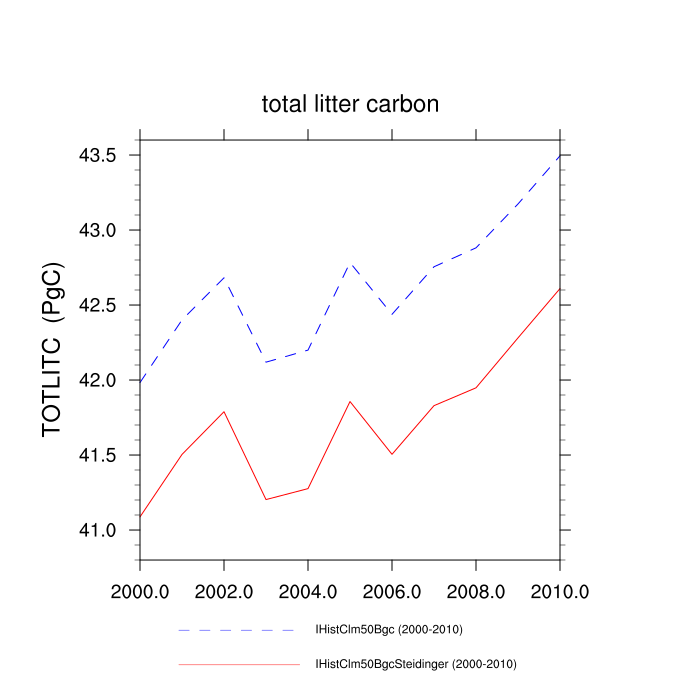 total litter carbon
TOTLITC (PgC)
43.5
43.0
42.5
42.0
41.5
41.0
2000.0 2002.0 2004.0 2006.0 2008.0 2010.0
IHistClm50Bgc (2000-2010)
IHistClm50BgcSteidinger (2000-2010)